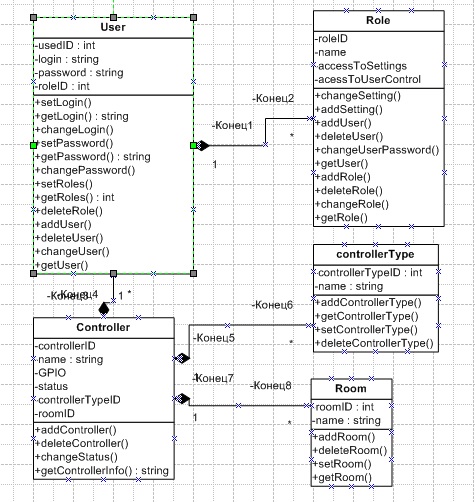 User
-usedID : int
-login : string
-password : string
-roleID : int
+setLogin()
+getLogin() : string
+changeLogin()
+setPassword()
+getPassword() : string
+changePassword()
+setRoles()
+getRoles() : int
+deleteRole()
+addUser()
+deleteUser()
+changeUser()
+getUser()
-Конец1
1
-Конец2
*
Role
-roleID
-name
-accessToSettings
-acessToUserControl
+changeSetting()
+addSetting()
+addUser()
+deleteUser()
+changeUserPassword()
+getUser()
+addRole()
+deleteRole()
+changeRole()
+getRole()
-Конец4
1 *
Controller
-controllerID
-name : string
-GPIO
-status
-controllerTypeID
-roomID
+addController()
+deleteController()
+changeStatus()
+getControllerInfo() : string
-Конец5
-Конец6
*
controllerType
-controllerTypeID : int
-name : string
+addControllerType()
+getControllerType()
+setControllerType()
+deleteControllerType()
-Конец7
1
-Конец8
*
Room
-roomID : int
-name : string
+addRoom()
+deleteRoom()
+setRoom()
+getRoom()